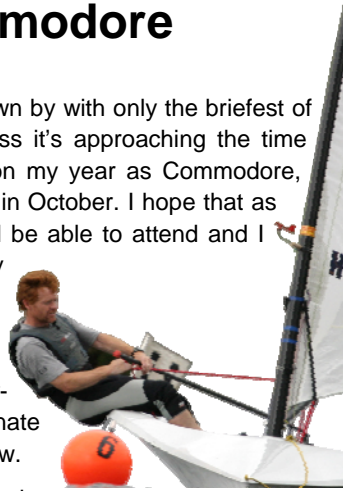 modore
wn by with only the briefest of
ss it's approaching the time
on my year as Commodore,
in October. I hope that as
l be able to attend and I
y
-
nate
w.
6